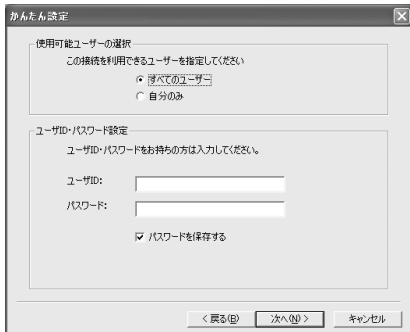 かんたん設定
使用可能ユーザーの選択
この接続を利用できるユーザーを指定してください
すべてのユーザー
自分のみ
ユーザID・パスワード設定
ユーザID・パスワードをお持ちの方は入力してください。
ユーザID:
パスワード:
パスワードを保存する
< 戻る(B) 次へ(N) > キャンセル